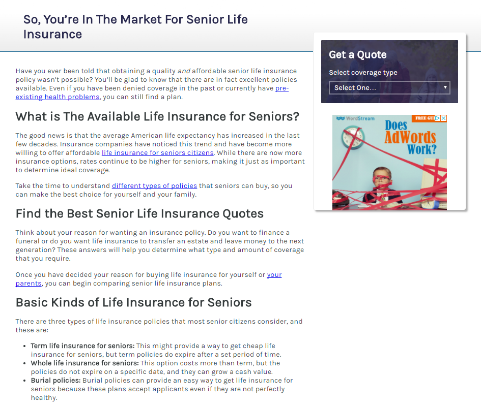 So, You're In The Market For Senior Life
Insurance
Have you ever been told that obtaining a quality and affordable senior life insurance
policy wasn't possible? You'll be glad to know that there are in fact excellent policies
available. Even if you have been denied coverage in the past or currently have pre-
existing health problems, you can still find a plan.
What is The Available Life Insurance for Seniors?
The good news is that the average American life expectancy has increased in the last
few decades. Insurance companies have noticed this trend and have become more
willing to offer affordable life insurance for seniors citizens. While there are now more
insurance options, rates continue to be higher for seniors, making it just as important
to determine ideal coverage.
Take the time to understand different types of policies that seniors can buy, so you
can make the best choice for yourself and your family.
Find the Best Senior Life Insurance Quotes
Think about your reason for wanting an insurance policy. Do you want to finance a
funeral or do you want life insurance to transfer an estate and leave money to the next
generation? These answers will help you determine what type and amount of coverage
that you require.
Once you have decided your reason for buying life insurance for yourself or your
parents, you can begin comparing senior life insurance plans.
Basic Kinds of Life Insurance for Seniors
There are three types of life insurance policies that most senior citizens consider, and
these are:
• Term life insurance for seniors: This might provide a way to get cheap life
insurance for seniors, but term policies do expire after a set period of time.
• Whole life insurance for seniors: This option costs more than term, but the
policies do not expire on a specific date, and they can grow a cash value.
• Burial policies: Burial policies can provide an easy way to get life insurance for
seniors because these plans accept applicants even if they are not perfectly
healthy.
Get a Quote
Select coverage type
Select One...
WordStream
Does
AdWords
Work?